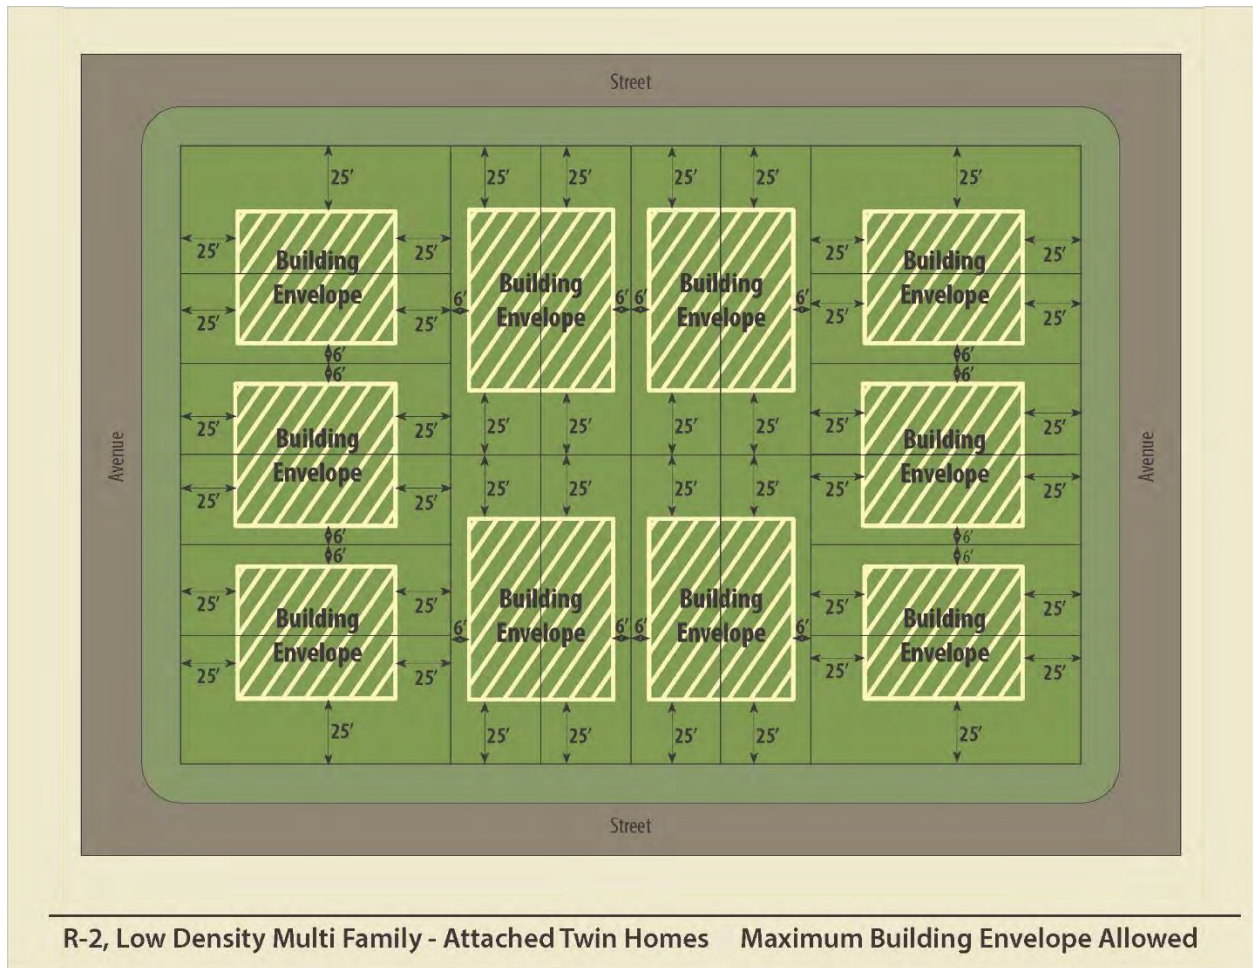 Street
25′
25′ 25′ 25′ 25′
25′
25′ 25′ 25′ 25′
Building
Envelope
Building
Envelope
Building
Envelope
Building
Envelope
25′ 25′ 25′ 25′
6′ 6′ 6′ 6′
6′ 6′
6′ 6′
25′ 25′ 25′ 25′
25′ 25′ 25′ 25′
Avenue
Building
Envelope
Building
Envelope
Avenue
25′ 25′ 25′ 25′
25′ 25′ 25′ 25′
6′ 6′
6′ 6′
25′ 25′ 25′ 25′
Building
Envelope
Building
Envelope
Building
Envelope
Building
Envelope
6′ 6′ 6′ 6′
25′ 25′ 25′ 25′
25′
25′ 25′ 25′ 25′
25′
Street
R-2, Low Density Multi Family - Attached Twin Homes Maximum Building Envelope Allowed